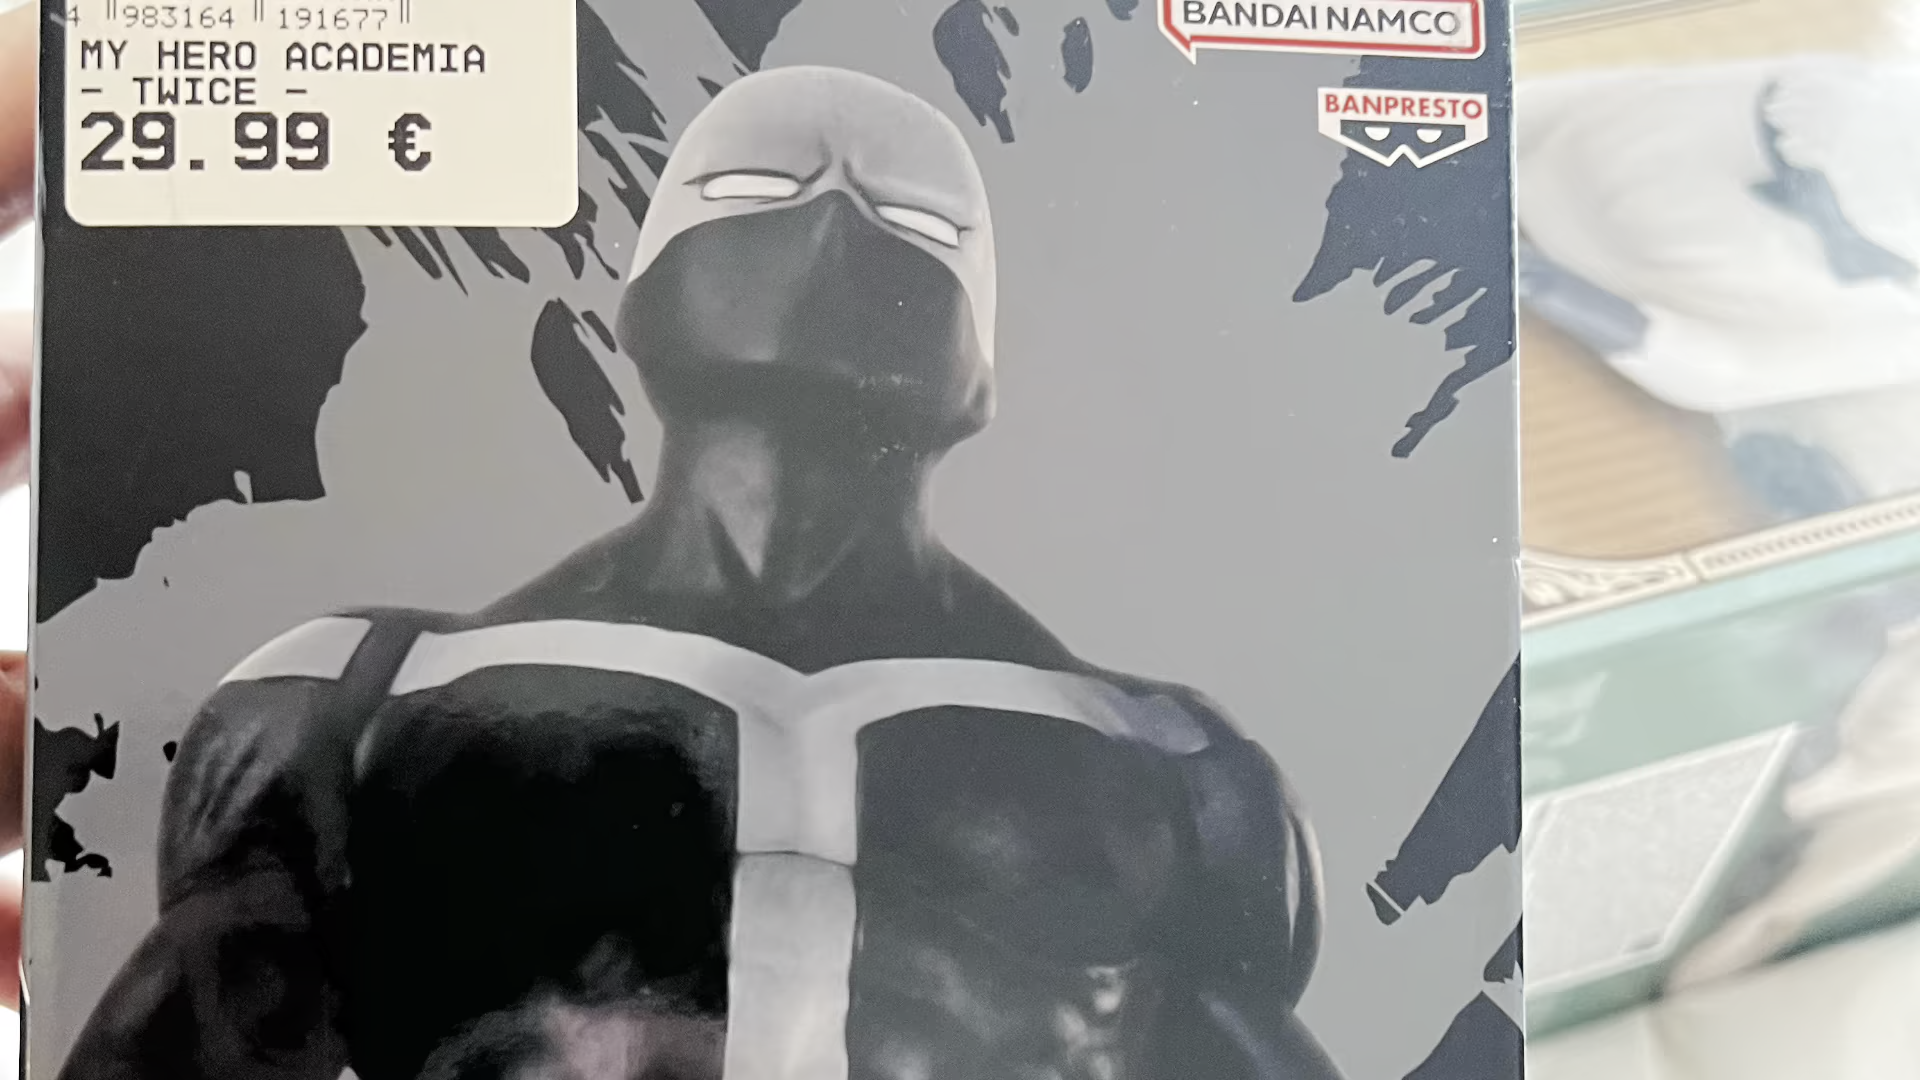 4 983164 191677
MY HERO ACADEMIA
- TWICE -
29.99 €
BANDAI NAMCO
BANPRESTO